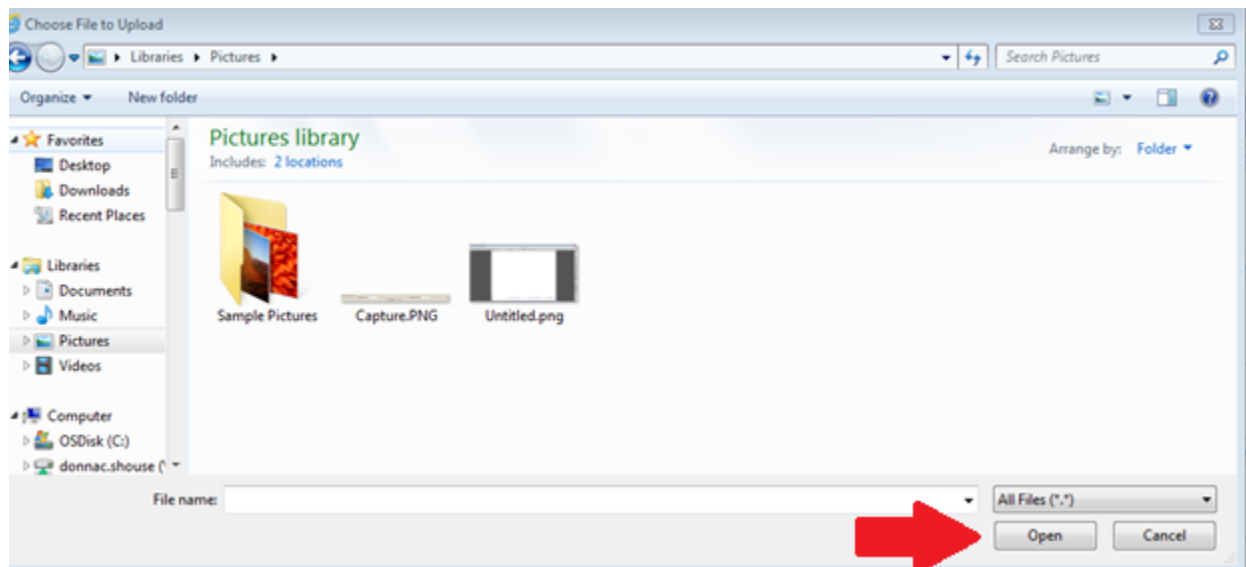 Choose File to Upload
Libraries Pictures
Search Pictures
Organize New folder
Favorites
Desktop
Downloads
Recent Places
Libraries
Documents
Music
Pictures
Videos
Computer
OSDisk (C:)
donnac.shouse (
Pictures library
Includes: 2 locations
Arrange by: Folder
Sample Pictures
Capture.PNG
Untitled.png
File name:
All Files (*.*)
Open Cancel